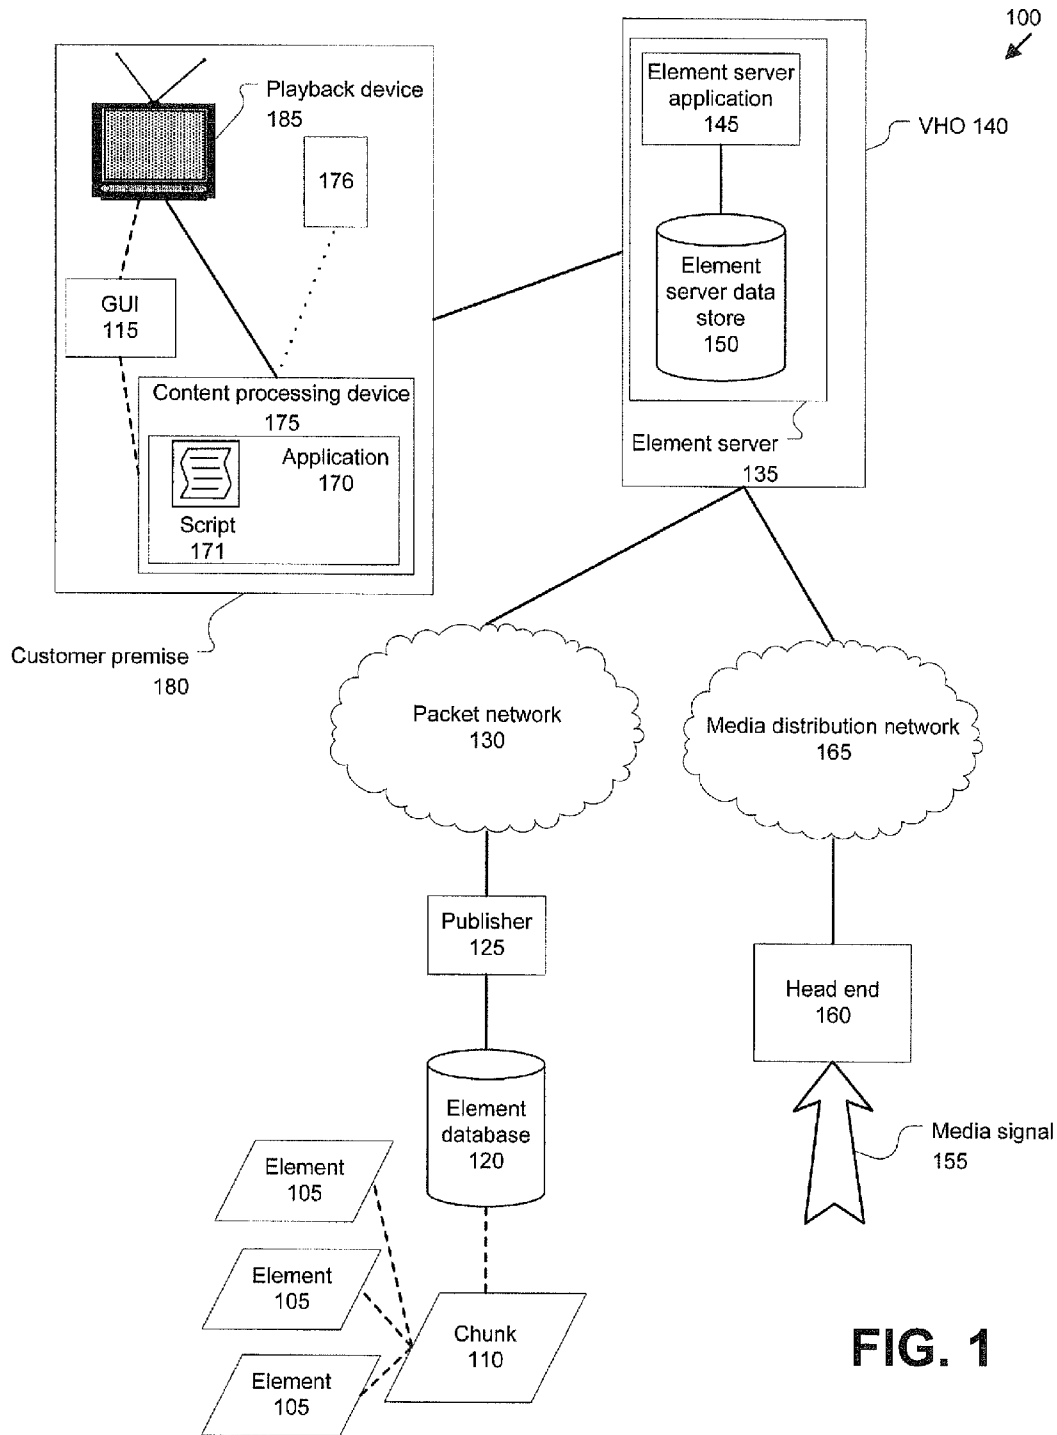 100
Playback device
185
176
GUI
115
Content processing device
175
Application
170
Script
171
Customer premise
180
Element server
application
145
VHO 140
Element
server data
store
150
Element server
135
Packet network
130
Media distribution network
165
Publisher
125
Head end
160
Element
database
120
Media signal
155
Element
105
Element
105
Element
105
Chunk
110
FIG. 1